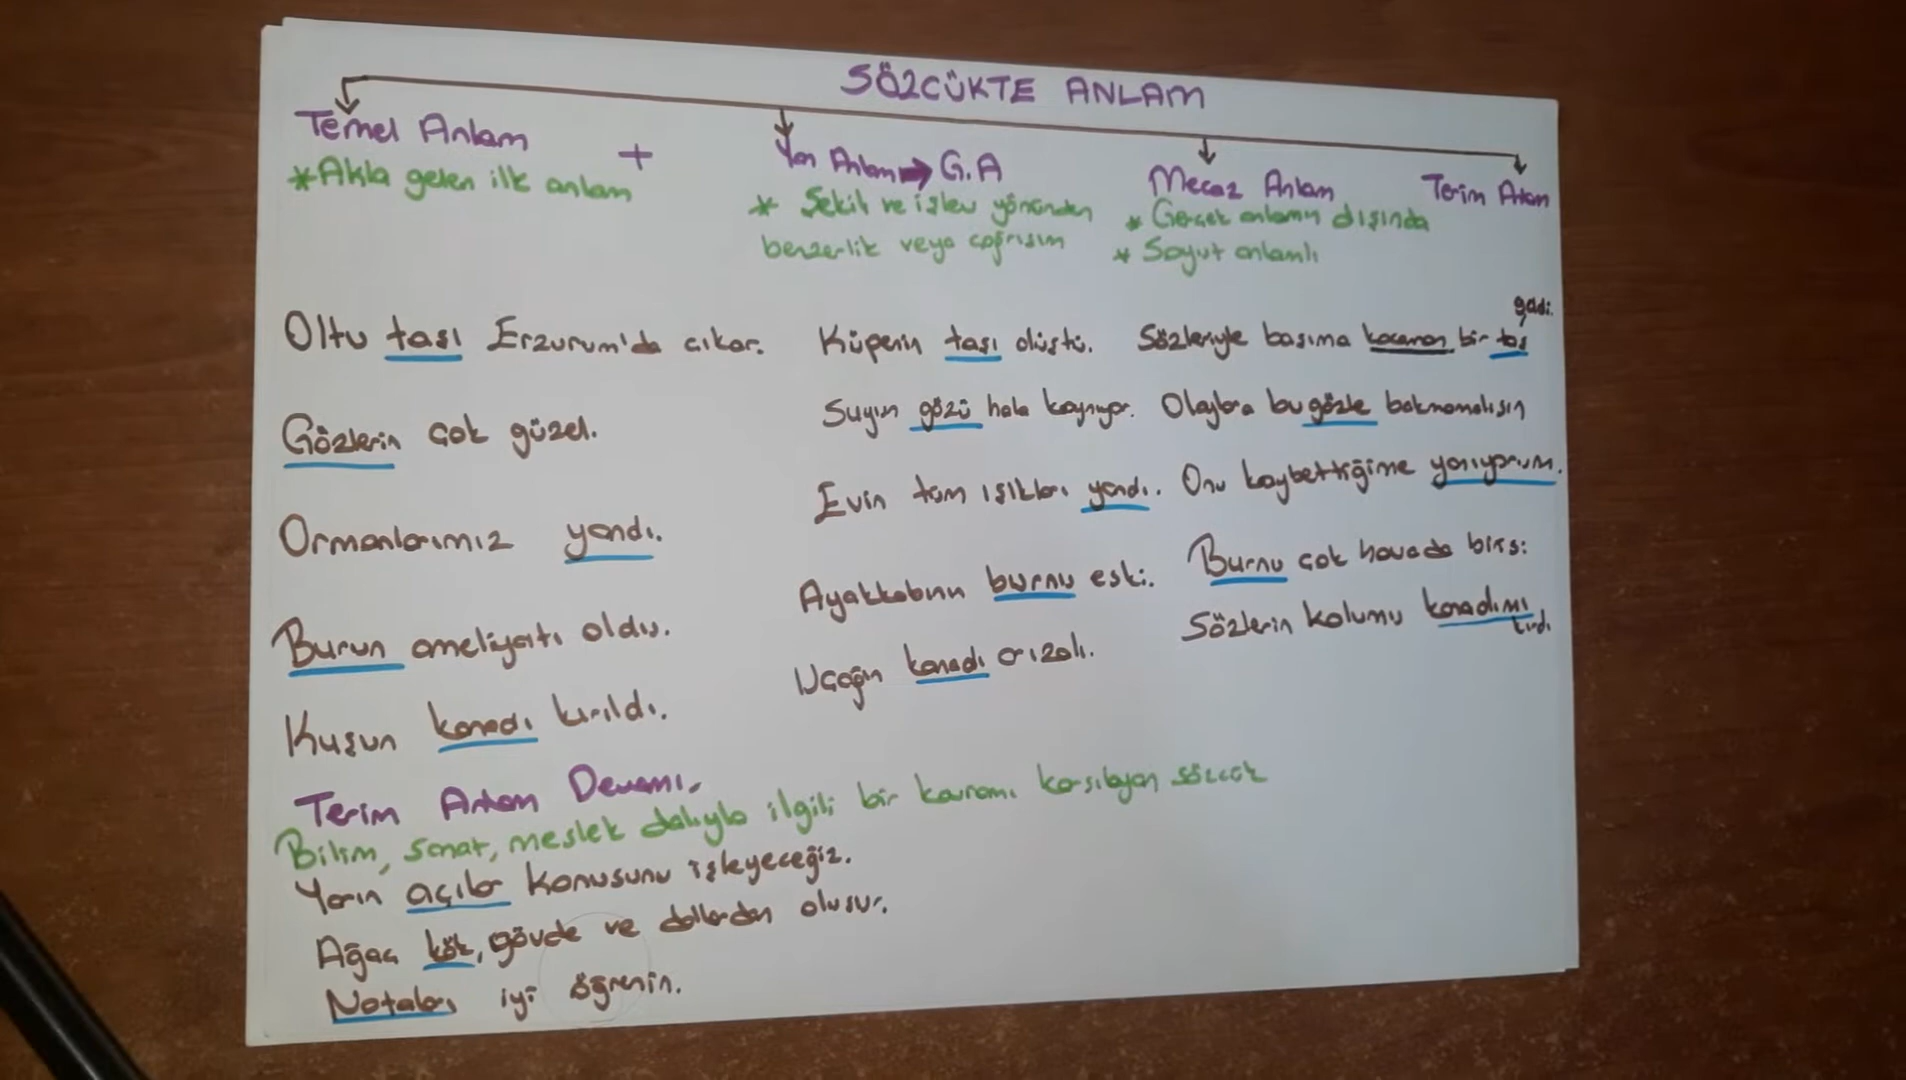 SÖZCÜKTE ANLAM
Temel Anlam
+
Yan Anlam → G.A
Mecaz Anlam
Terim Anlam
*Akla gelen ilk anlam
* Şekil ve işlev yönünden
benzerlik veya çağrışım
* Gerçek anlamın dışında
* Soyut anlamlı
Oltu taşı Erzurum'da çıkar.
Gözlerin çok güzel.
Ormanlarımız yandı.
Burun ameliyatı oldu.
Kuşun kanadı kırıldı.
Küpenin taşı düştü.
Suyun gözü hala kaynıyor.
Evin tüm ışıkları yandı.
Ayakkabının burnu eski.
Uçağın kanadı arızalı.
Sözleriyle başıma kocaman bir taş
yağdı.
Olaylara bu gözle bakmamalısın
Onu kaybettiğime yanıyorum.
Burnu çok havada birisi
Sözlerin kolumu kanadımı
kırdı.
Terim Anlam Devamı.
Bilim, sanat, meslek dalıyla ilgili bir kavramı karşılayan sözcük
Yarın açılar konusunu işleyeceğiz.
Ağaç kök, gövde ve dallardan oluşur.
Notaları iyi öğrenin.